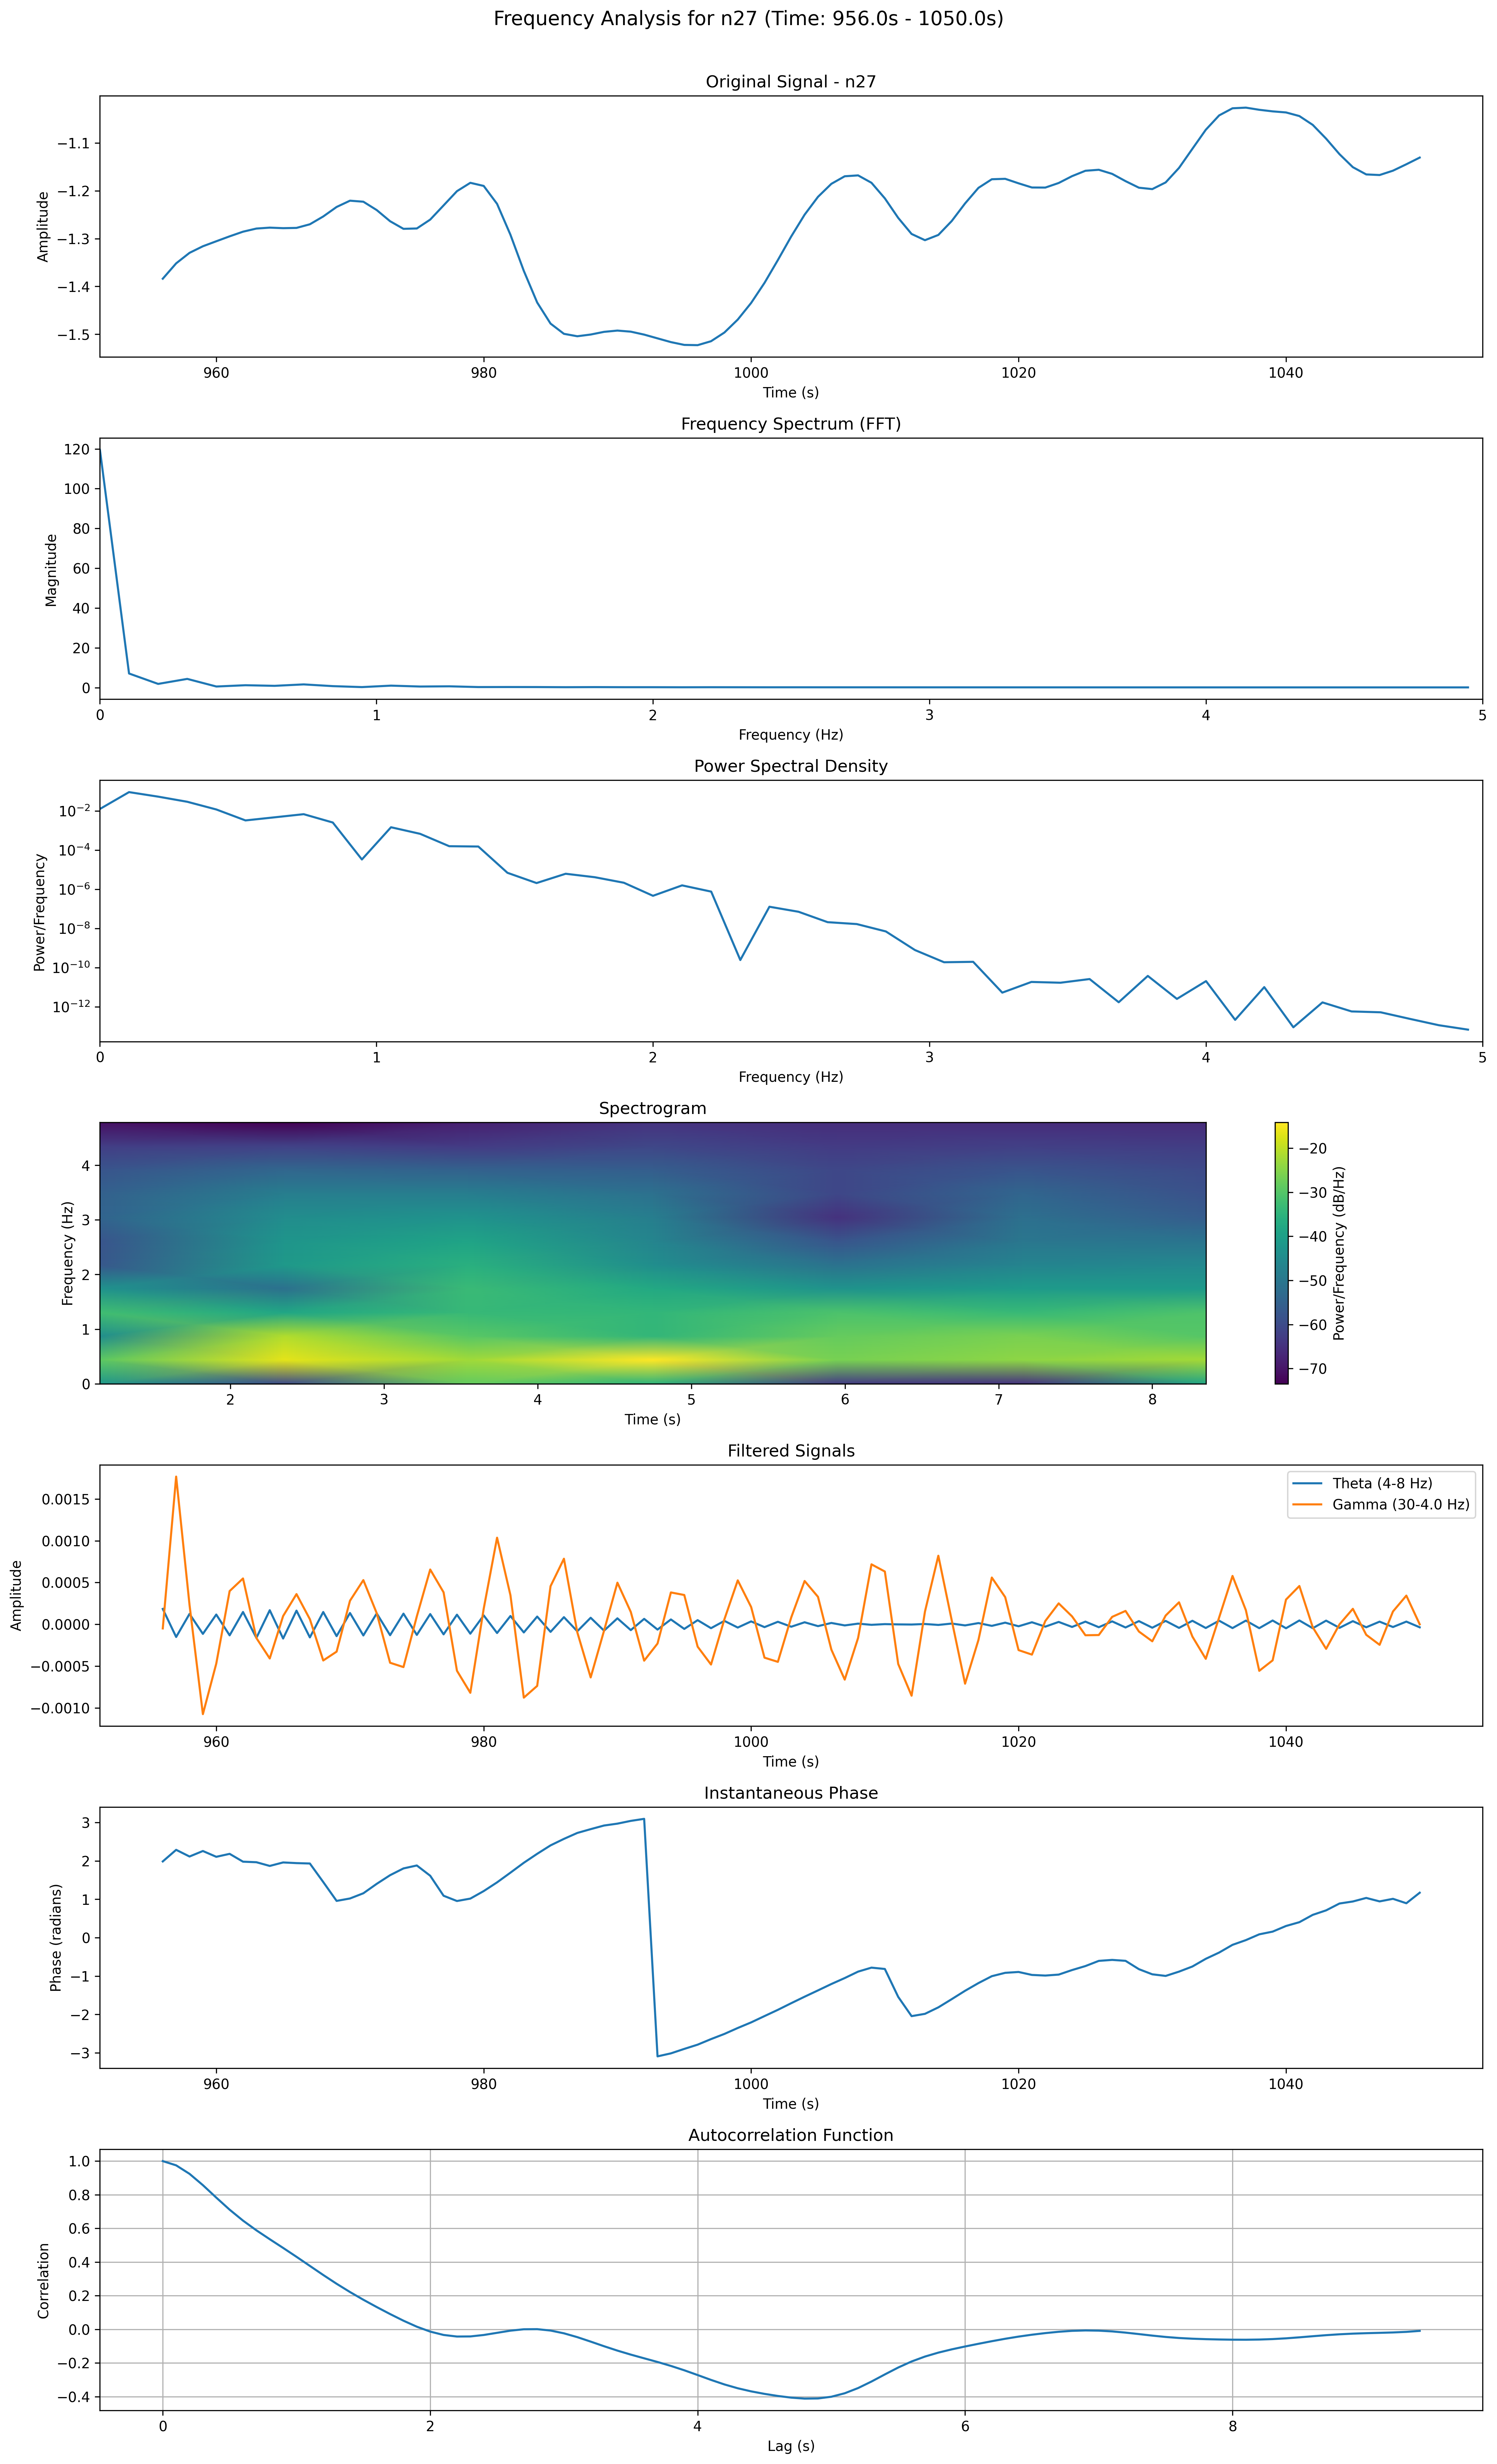 Frequency Analysis for n27 (Time: 956.0s - 1050.0s)
Original Signal - n27
Amplitude
−1.1
−1.2
−1.3
−1.4
−1.5
960 980 1000 1020 1040
Time (s)
Frequency Spectrum (FFT)
Magnitude
120
100
80
60
40
20
0
0 1 2 3 4 5
Frequency (Hz)
Power Spectral Density
Power/Frequency
10⁻²
10⁻⁴
10⁻⁶
10⁻⁸
10⁻¹⁰
10⁻¹²
0 1 2 3 4 5
Frequency (Hz)
Spectrogram
Frequency (Hz)
4
3
2
1
0
2 3 4 5 6 7 8
Time (s)
−20
−30
−40
−50
−60
−70
Power/Frequency (dB/Hz)
Filtered Signals
Theta (4-8 Hz)
Gamma (30-4.0 Hz)
Amplitude
0.0015
0.0010
0.0005
0.0000
−0.0005
−0.0010
960 980 1000 1020 1040
Time (s)
Instantaneous Phase
Phase (radians)
3
2
1
0
−1
−2
−3
960 980 1000 1020 1040
Time (s)
Autocorrelation Function
Correlation
1.0
0.8
0.6
0.4
0.2
0.0
−0.2
−0.4
0 2 4 6 8
Lag (s)